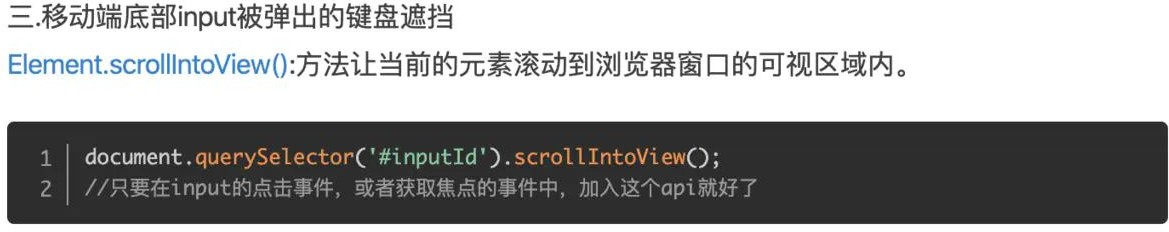 三.移动端底部input被弹出的键盘遮挡
Element.scrollIntoView():方法让当前的元素滚动到浏览器窗口的可视区域内。
1 document.querySelector('#inputId').scrollIntoView();
2 //只要在input的点击事件，或者获取焦点的事件中，加入这个api就好了